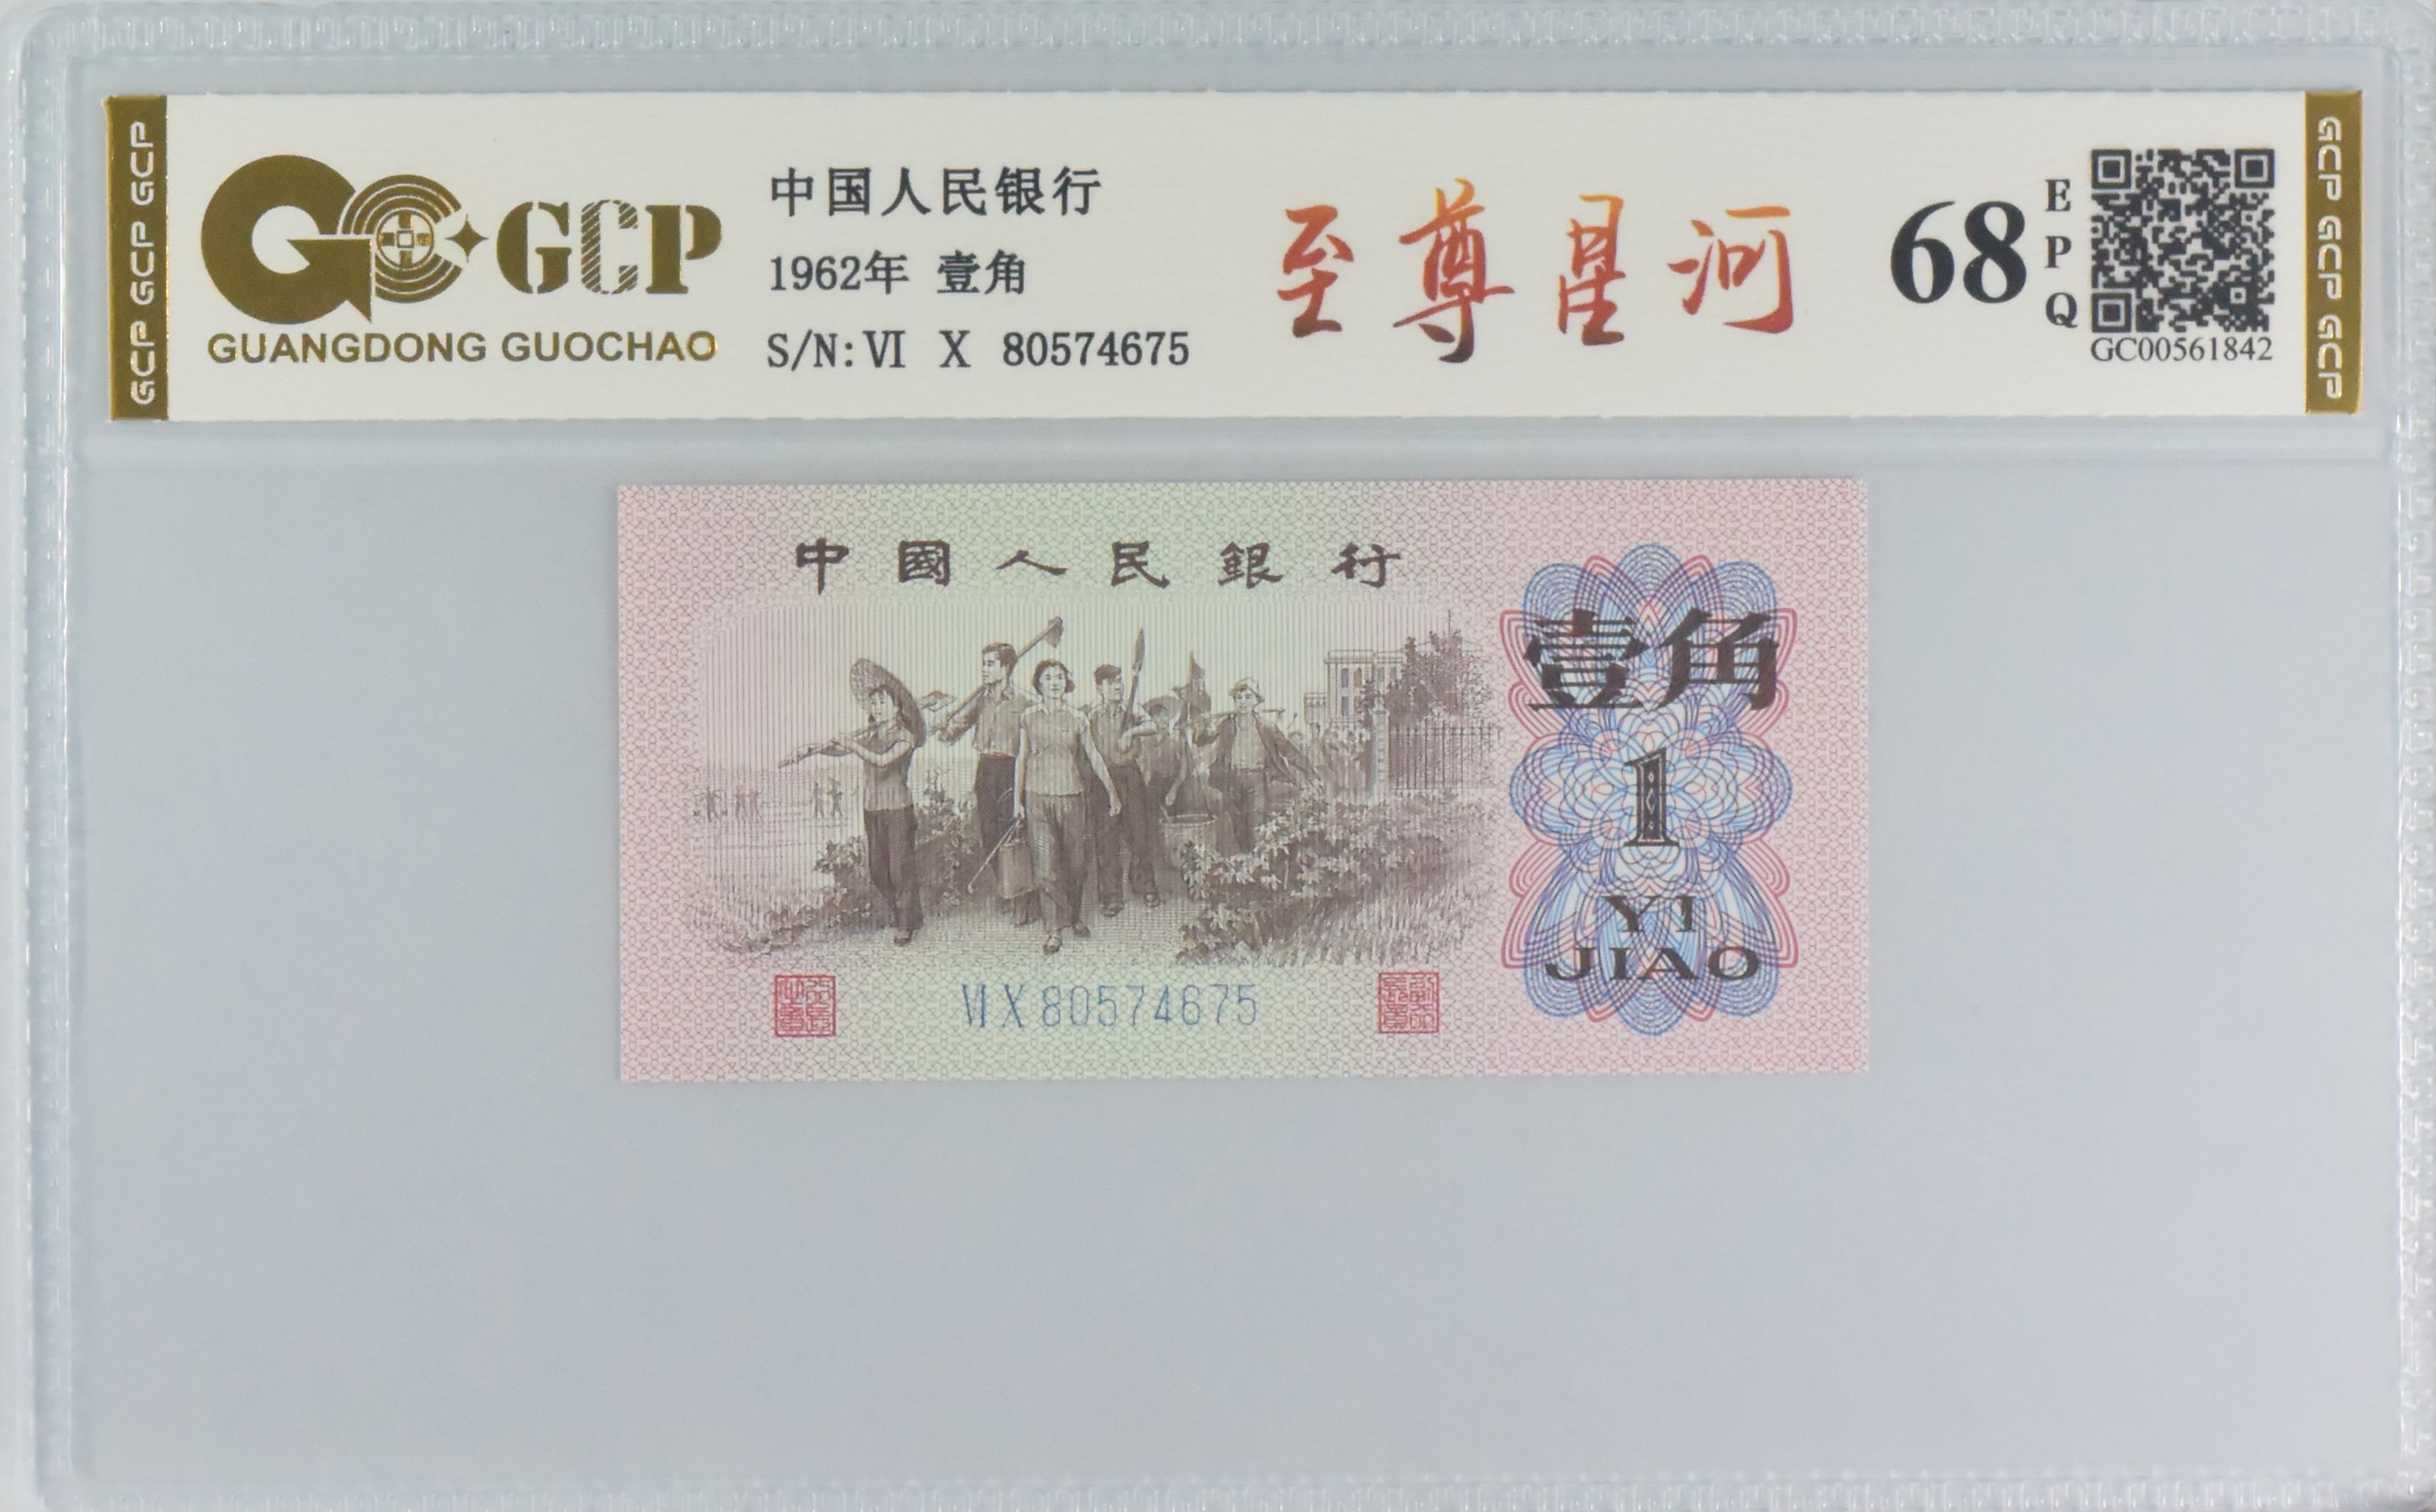 GCP GCP GCP
GCP
GUANGDONG GUOCHAO
中国人民银行
1962年 壹角
S/N: VI X 80574675
至尊星河
68
EPQ
GC00561842
GCP GCP GCP
中國人民銀行
壹角
1
YI
JIAO
VI X 80574675